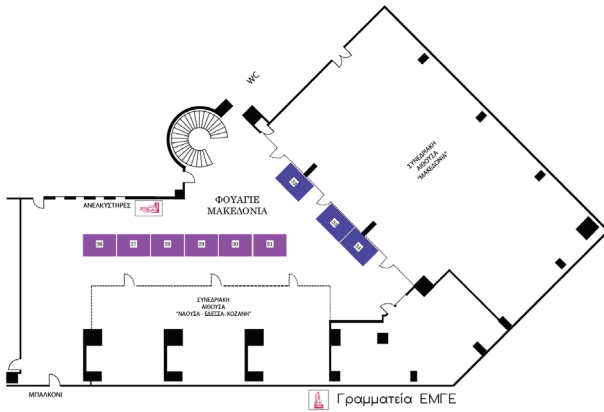 WC
ΣΥΝΕΔΡΙΑΚΗ
ΑΙΘΟΥΣΑ
"ΜΑΚΕΔΟΝΙΑ"
ΦΟΥΑΓΙΕ
ΜΑΚΕΔΟΝΙΑ
ΑΝΕΛΚΥΣΤΗΡΕΣ
26 27 28 29 30 31
ΣΥΝΕΔΡΙΑΚΗ
ΑΙΘΟΥΣΑ
"ΝΑΟΥΣΑ - ΕΔΕΣΣΑ- ΚΟΖΑΝΗ"
ΜΠΑΛΚΟΝΙ
Γραμματεία ΕΜΓΕ